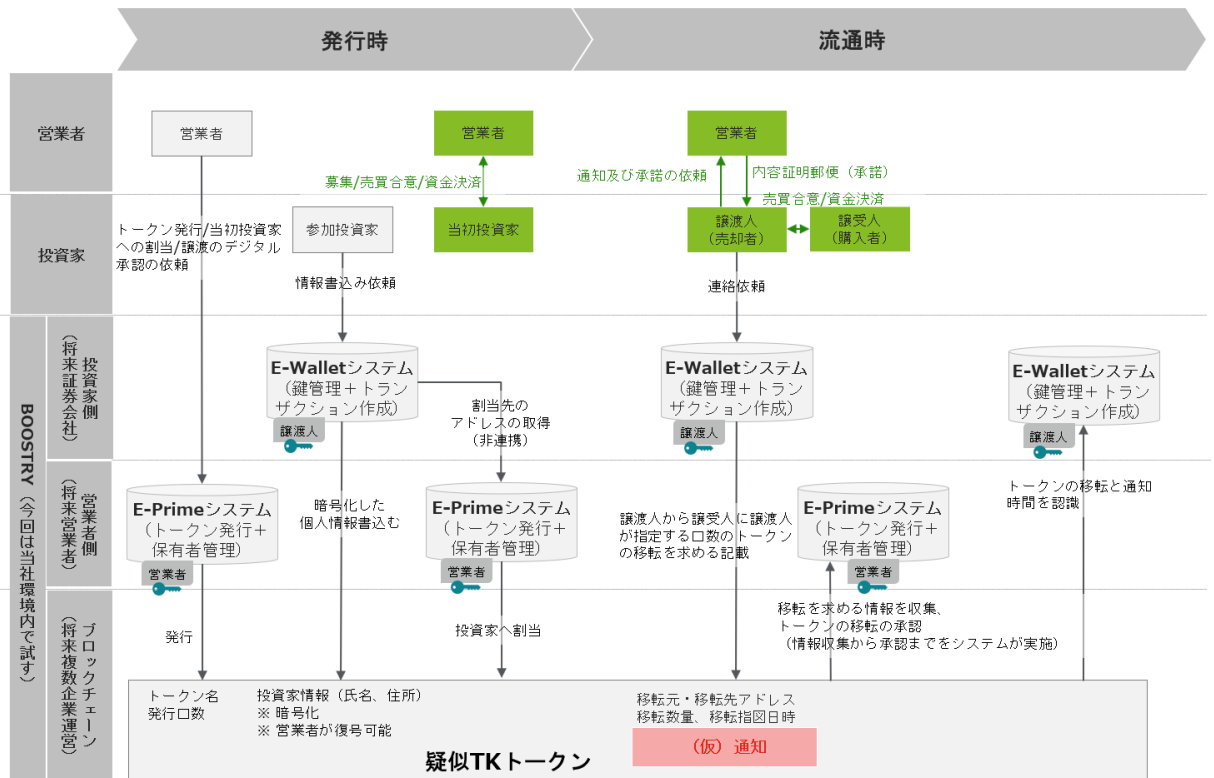 発行時
流通時
営業者
営業者
営業者
営業者
募集/売買合意/資金決済
通知及び承諾の依頼
内容証明郵便（承諾）
売買合意/資金決済
投資家
トークン発行/当初投資家
への割当/譲渡のデジタル
承認の依頼
参加投資家
当初投資家
譲渡人
（売却者）
譲受人
（購入者）
情報書込み依頼
連絡依頼
BOOSTRY（今回は当社環境内で試す）
投資家側
（将来証券会社）
E-Walletシステム
（鍵管理＋トラン
ザクション作成）
譲渡人
割当先の
アドレスの取得
（非連携）
E-Walletシステム
（鍵管理＋トラン
ザクション作成）
譲渡人
E-Walletシステム
（鍵管理＋トラン
ザクション作成）
譲渡人
営業者側
（将来営業者）
E-Primeシステム
（トークン発行＋
保有者管理）
営業者
暗号化した
個人情報書込む
E-Primeシステム
（トークン発行＋
保有者管理）
営業者
譲渡人から譲受人に譲渡人
が指定する口数のトークン
の移転を求める記載
E-Primeシステム
（トークン発行＋
保有者管理）
営業者
トークンの移転と通知
時間を認識
ブロックチェーン
（将来複数企業運営）
発行
投資家へ割当
移転を求める情報を収集、
トークンの移転の承認
（情報収集から承認までをシステムが実施）
トークン名
発行口数
投資家情報（氏名、住所）
※ 暗号化
※ 営業者が復号可能
移転元・移転先アドレス
移転数量、移転指図日時
（仮）通知
疑似TKトークン